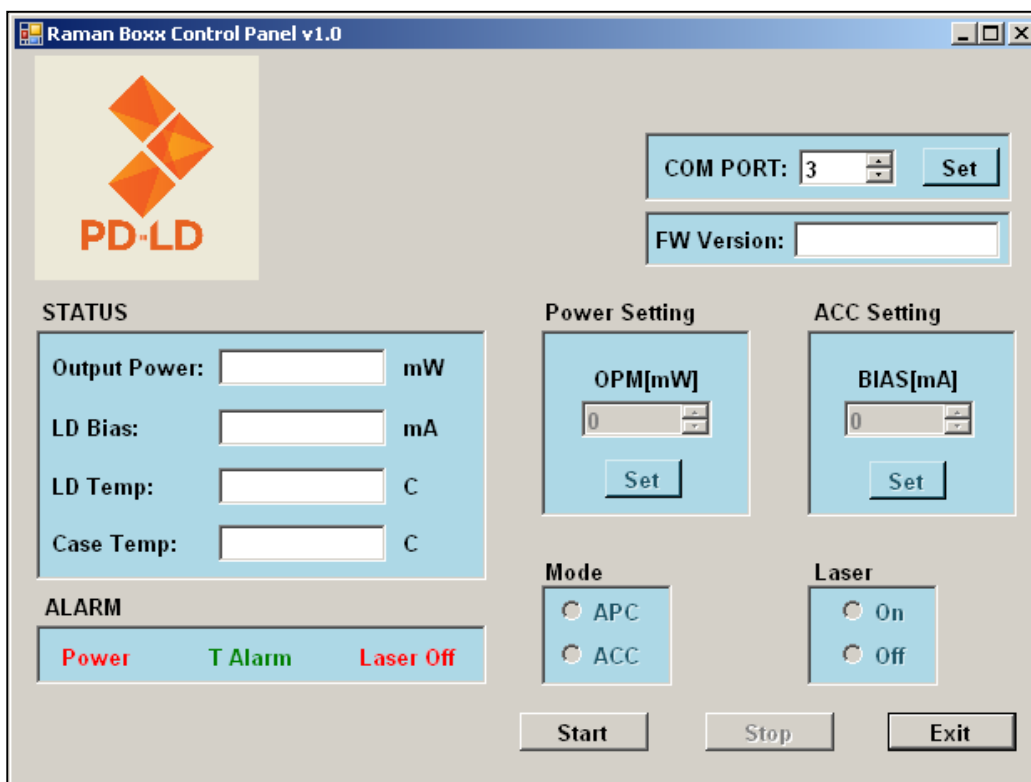 Raman Boxx Control Panel v1.0
PD-LD
COM PORT: 3 Set
FW Version:
STATUS
Output Power: mW
LD Bias: mA
LD Temp: C
Case Temp: C
Power Setting
OPM[mW]
0
Set
ACC Setting
BIAS[mA]
0
Set
ALARM
Power T Alarm Laser Off
Mode
APC
ACC
Laser
On
Off
Start Stop Exit